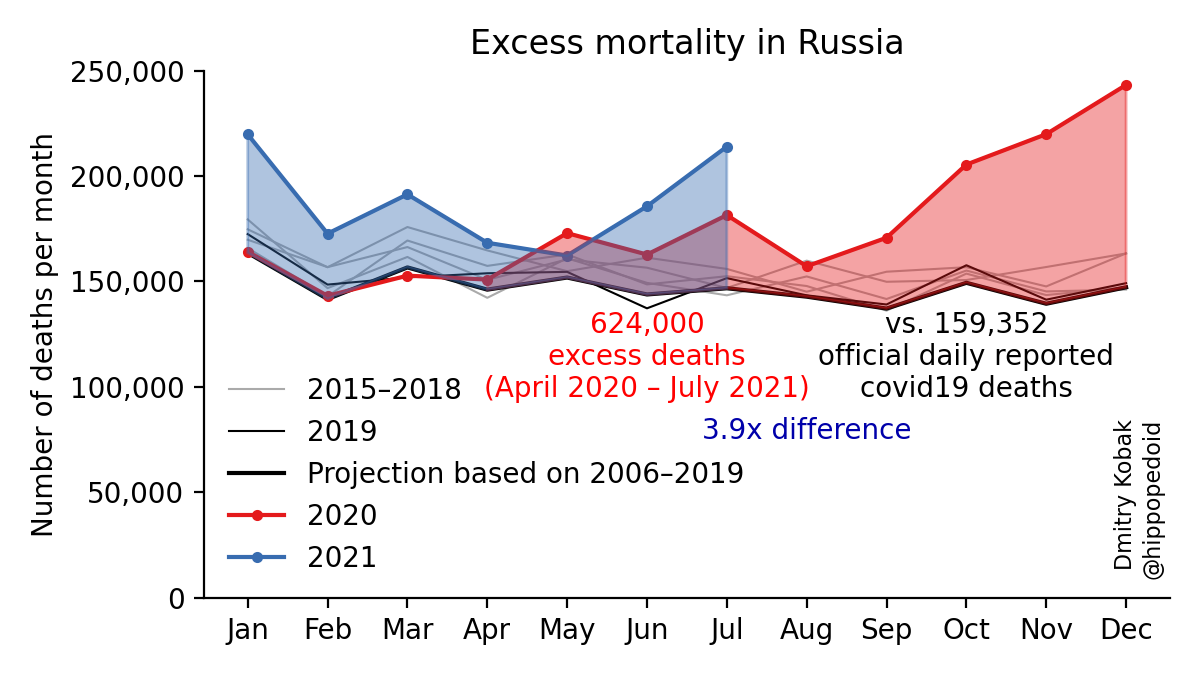 Excess mortality in Russia
Number of deaths per month
250,000
200,000
150,000
100,000
50,000
0
624,000
excess deaths
(April 2020 – July 2021)
vs. 159,352
official daily reported
covid19 deaths
3.9x difference
2015–2018
2019
Projection based on 2006–2019
2020
2021
Dmitry Kobak
@hippopedoid
Jan Feb Mar Apr May Jun Jul Aug Sep Oct Nov Dec